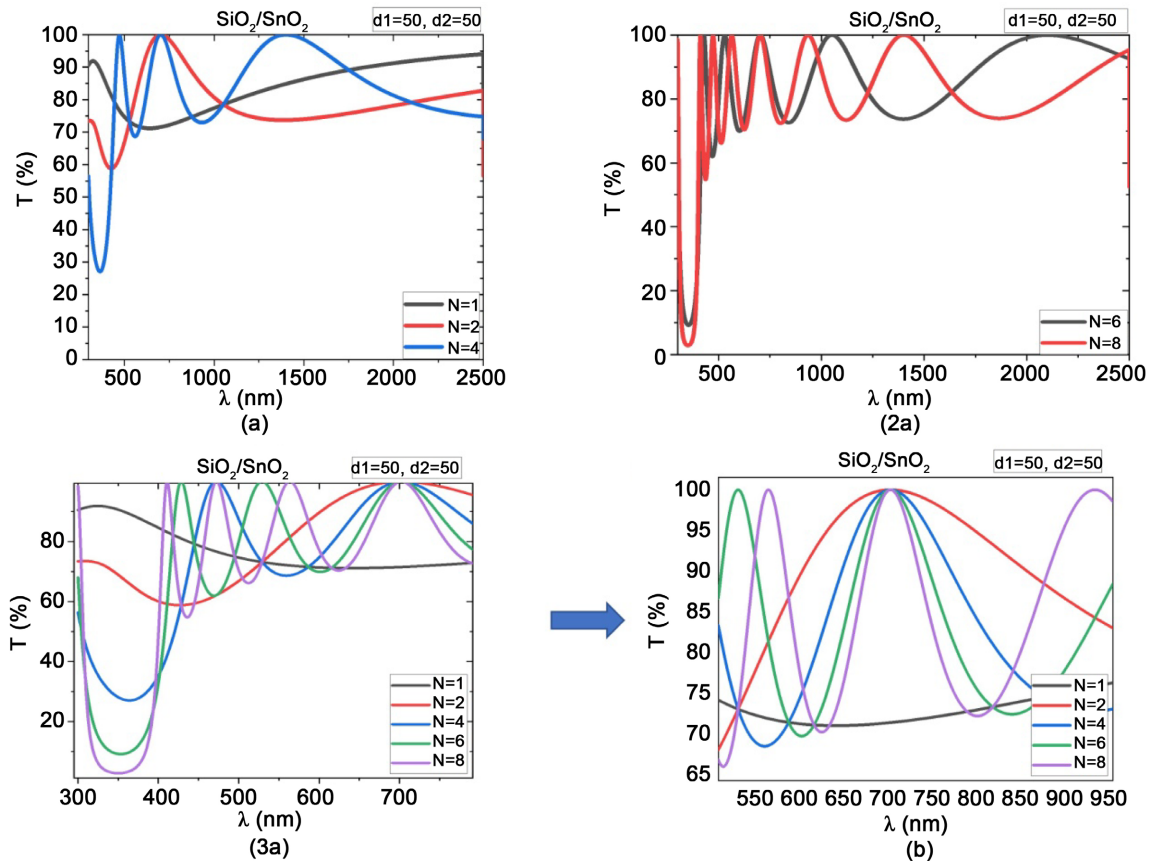 SiO₂/SnO₂
d1=50, d2=50
T (%)
100
90
80
70
60
50
40
30
20
10
0
500
1000
1500
2000
2500
N=1
N=2
N=4
λ (nm)
(a)
SiO₂/SnO₂
d1=50, d2=50
T (%)
100
80
60
40
20
0
500
1000
1500
2000
2500
N=6
N=8
λ (nm)
(2a)
SiO₂/SnO₂
d1=50, d2=50
T (%)
80
60
40
20
300
400
500
600
700
N=1
N=2
N=4
N=6
N=8
λ (nm)
(3a)
SiO₂/SnO₂
d1=50, d2=50
T (%)
100
95
90
85
80
75
70
65
550
600
650
700
750
800
850
900
950
N=1
N=2
N=4
N=6
N=8
λ (nm)
(b)